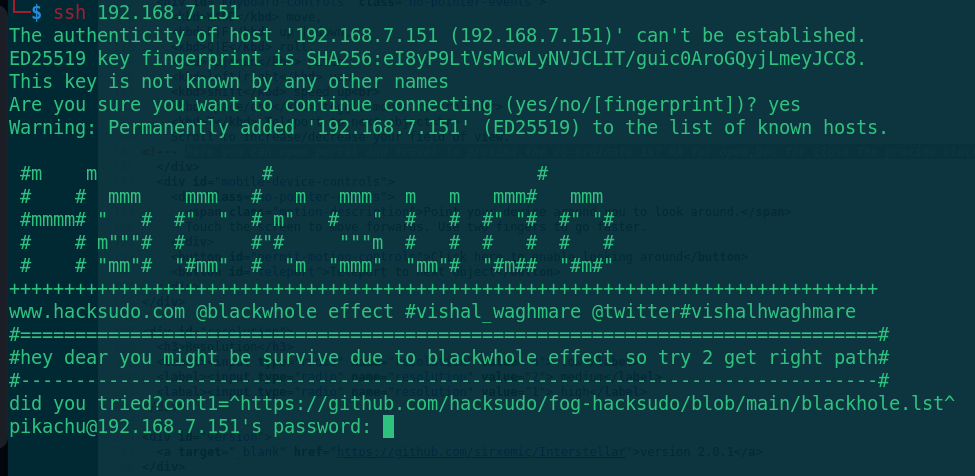 $ ssh 192.168.7.151
The authenticity of host '192.168.7.151 (192.168.7.151)' can't be established.
ED25519 key fingerprint is SHA256:eI8yP9LtVsMcwLyNVJCLIT/guic0AroGQyjLmeyJCC8.
This key is not known by any other names
Are you sure you want to continue connecting (yes/no/[fingerprint])? yes
Warning: Permanently added '192.168.7.151' (ED25519) to the list of known hosts.
 #m    m               #                        #
 #    #  mmm    mmm   #   m   mmm   m   m   mmm#   mmm
 #mmmm# "   #  #"  "  # m"   #   "  #   #  #" "#  #" "#
 #    # m"""#  #      #"#     """m  #   #  #   #  #   #
 #    # "mm"#  "#mm"  #  "m  "mmm"  "mm"#  "#m##  "#m#"
+++++++++++++++++++++++++++++++++++++++++++++++++++++++++++++++++++++++++++++++
www.hacksudo.com @blackwhole effect #vishal_waghmare @twitter#vishalhwaghmare
#==============================================================================#
#hey dear you might be survive due to blackwhole effect so try 2 get right path#
#------------------------------------------------------------------------------#
did you tried?cont1=^https://github.com/hacksudo/fog-hacksudo/blob/main/blackhole.lst^
pikachu@192.168.7.151's password: